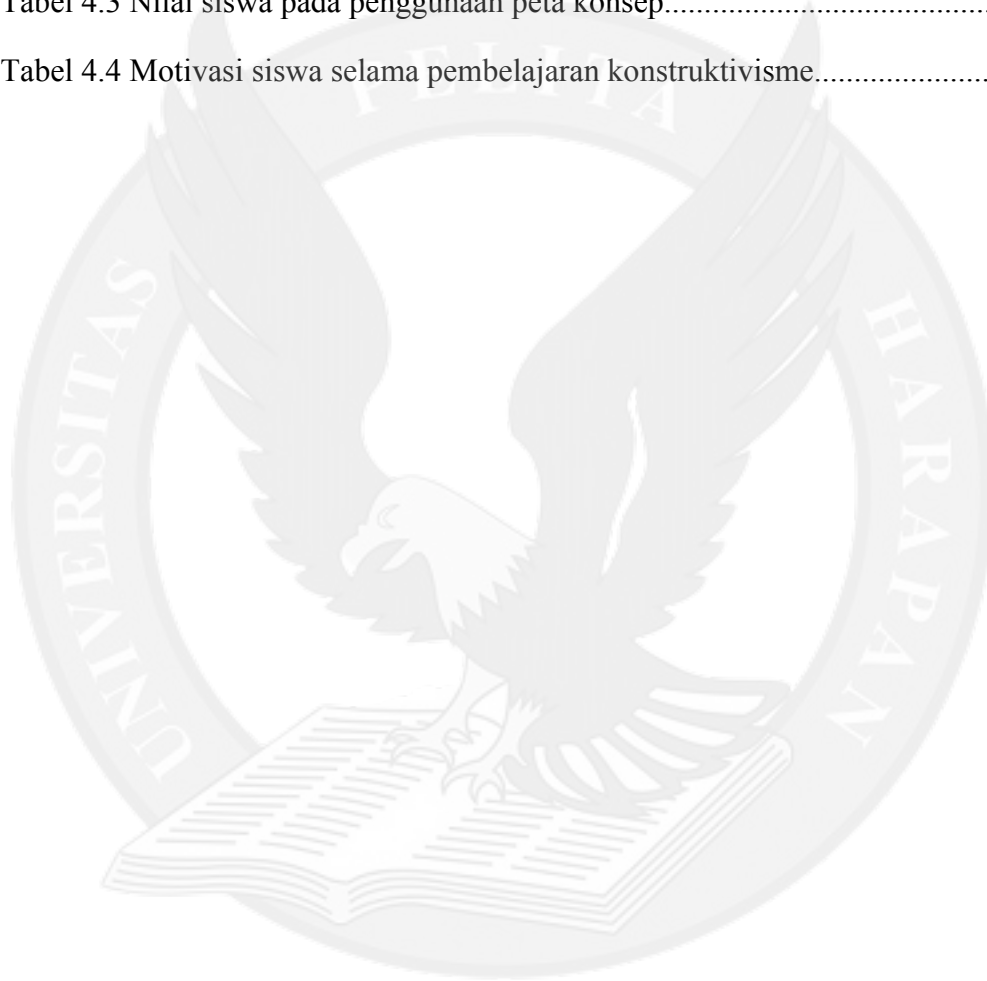 Tabel 4.3 Nilai siswa pada penggunaan peta konsep.......................................
Tabel 4.4 Motivasi siswa selama pembelajaran konstruktivisme.....................
UNIVERSITAS PELITA HARAPAN